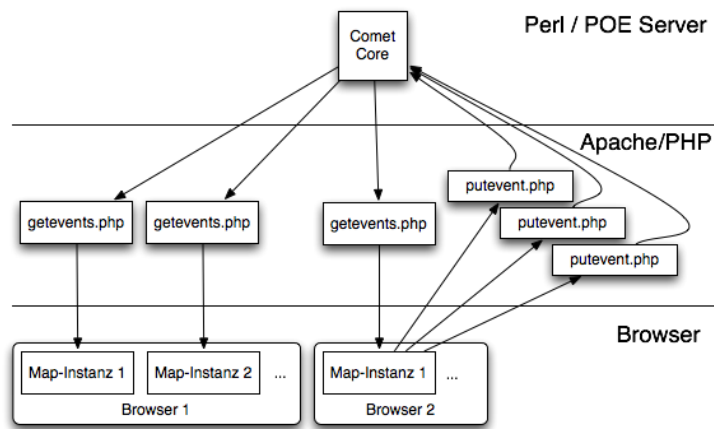 Perl / POE Server
Comet
Core
Apache/PHP
putevent.php
getevents.php
getevents.php
getevents.php
putevent.php
putevent.php
Browser
Map-Instanz 1
Map-Instanz 2
...
Map-Instanz 1
...
Browser 1
Browser 2